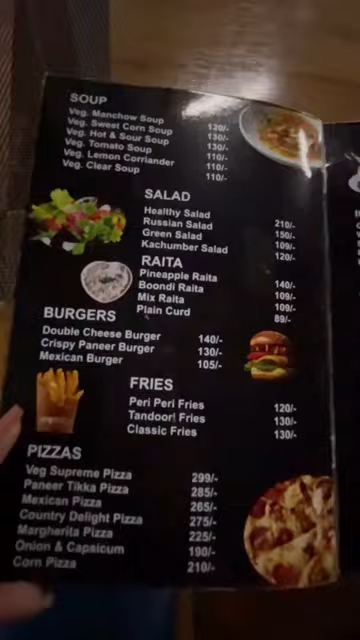 SOUP
Veg. Manchow Soup 120/-
Veg. Sweet Corn Soup 130/-
Veg. Hot & Sour Soup 130/-
Veg. Tomato Soup 110/-
Veg. Lemon Corriander 110/-
Veg. Clear Soup 110/-
SALAD
Healthy Salad 210/-
Russian Salad 150/-
Green Salad 109/-
Kachumber Salad 120/-
RAITA
Pineapple Raita 140/-
Boondi Raita 109/-
Mix Raita 109/-
Plain Curd 89/-
BURGERS
Double Cheese Burger 140/-
Crispy Paneer Burger 130/-
Mexican Burger 105/-
FRIES
Peri Peri Fries 120/-
Tandoori Fries 130/-
Classic Fries 130/-
PIZZAS
Veg Supreme Pizza 299/-
Paneer Tikka Pizza 285/-
Mexican Pizza 265/-
Country Delight Pizza 275/-
Margherita Pizza 225/-
Onion & Capsicum 190/-
Corn Pizza 210/-